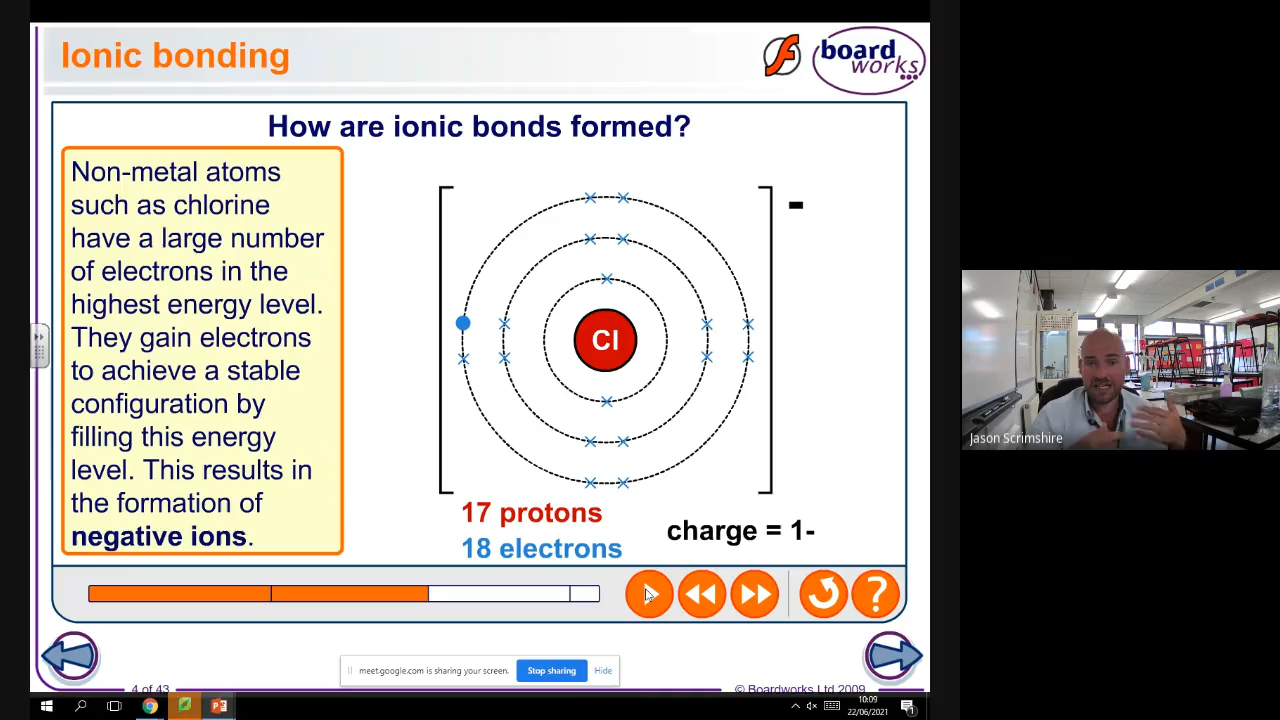 Ionic bonding
board
works
How are ionic bonds formed?
Non-metal atoms
such as chlorine
have a large number
of electrons in the
highest energy level.
They gain electrons
to achieve a stable
configuration by
filling this energy
level. This results in
the formation of
negative ions.
-
Cl
17 protons
18 electrons
charge = 1-
?
meet.google.com is sharing your screen.
Stop sharing
Hide
4 of 43
© Boardworks Ltd 2009
10:09
22/06/2021
1
Jason Scrimshire